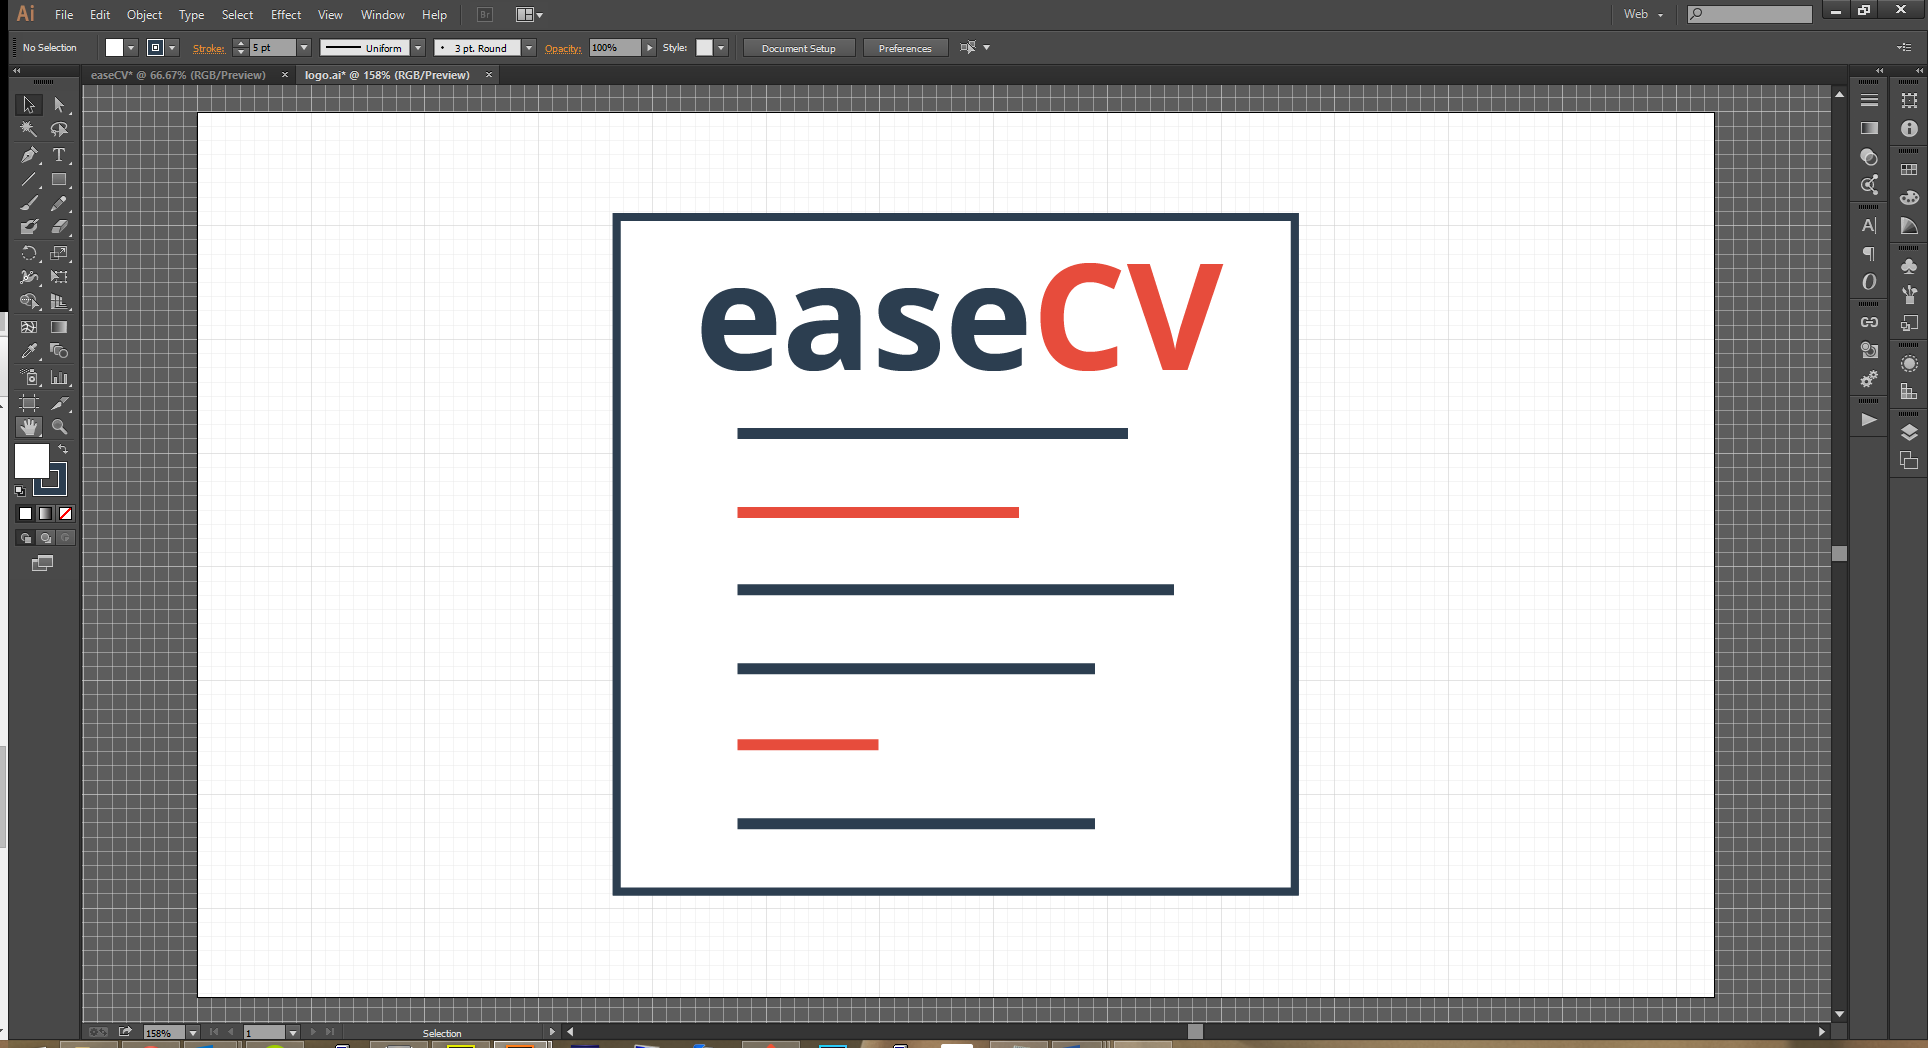 Ai File Edit Object Type Select Effect View Window Help Br Web
No Selection Stroke: 5 pt Uniform 3 pt. Round Opacity: 100% Style: Document Setup Preferences
easeCV* @ 66.67% (RGB/Preview) × logo.ai* @ 158% (RGB/Preview) ×
easeCV
158% 1 Selection